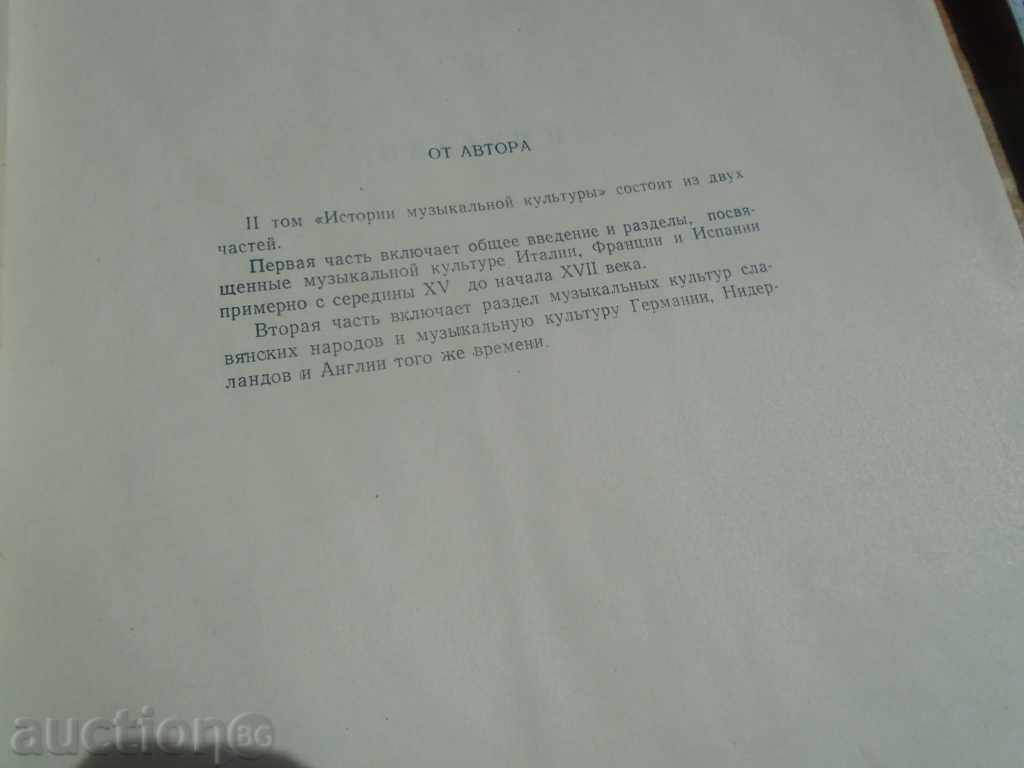 ОТ АВТОРА
II том «Истории музыкальной культуры» состоит из двух
частей.
Первая часть включает общее введение и разделы, посвя-
щенные музыкальной культуре Италии, Франции и Испании
примерно с середины XV до начала XVII века.
Вторая часть включает раздел музыкальных культур сла-
вянских народов и музыкальную культуру Германии, Нидер-
ландов и Англии того же времени.
auction BG